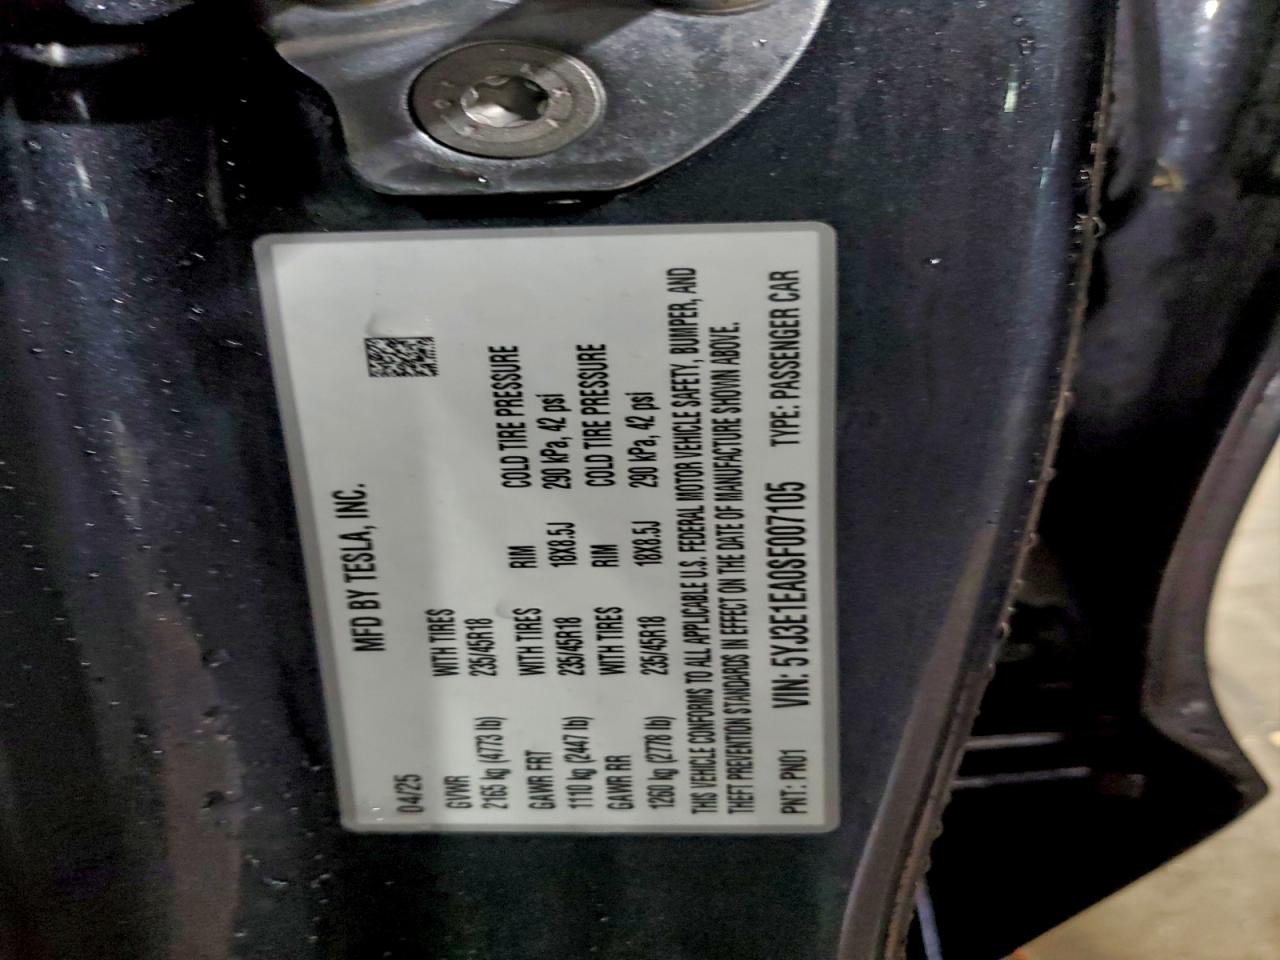 MFD BY TESLA, INC.
04/25
GVWR WITH TIRES
2165 kg (4773 lb) 235/45R18
GAWR FRT WITH TIRES RIM COLD TIRE PRESSURE
1110 kg (2447 lb) 235/45R18 18X8.5J 290 kPa, 42 psi
GAWR RR WITH TIRES RIM COLD TIRE PRESSURE
1260 kg (2778 lb) 235/45R18 18X8.5J 290 kPa, 42 psi
THIS VEHICLE CONFORMS TO ALL APPLICABLE U.S. FEDERAL MOTOR VEHICLE SAFETY, BUMPER, AND
THEFT PREVENTION STANDARDS IN EFFECT ON THE DATE OF MANUFACTURE SHOWN ABOVE.
PNT: PN01 VIN: 5YJ3E1EA0SF007105 TYPE: PASSENGER CAR